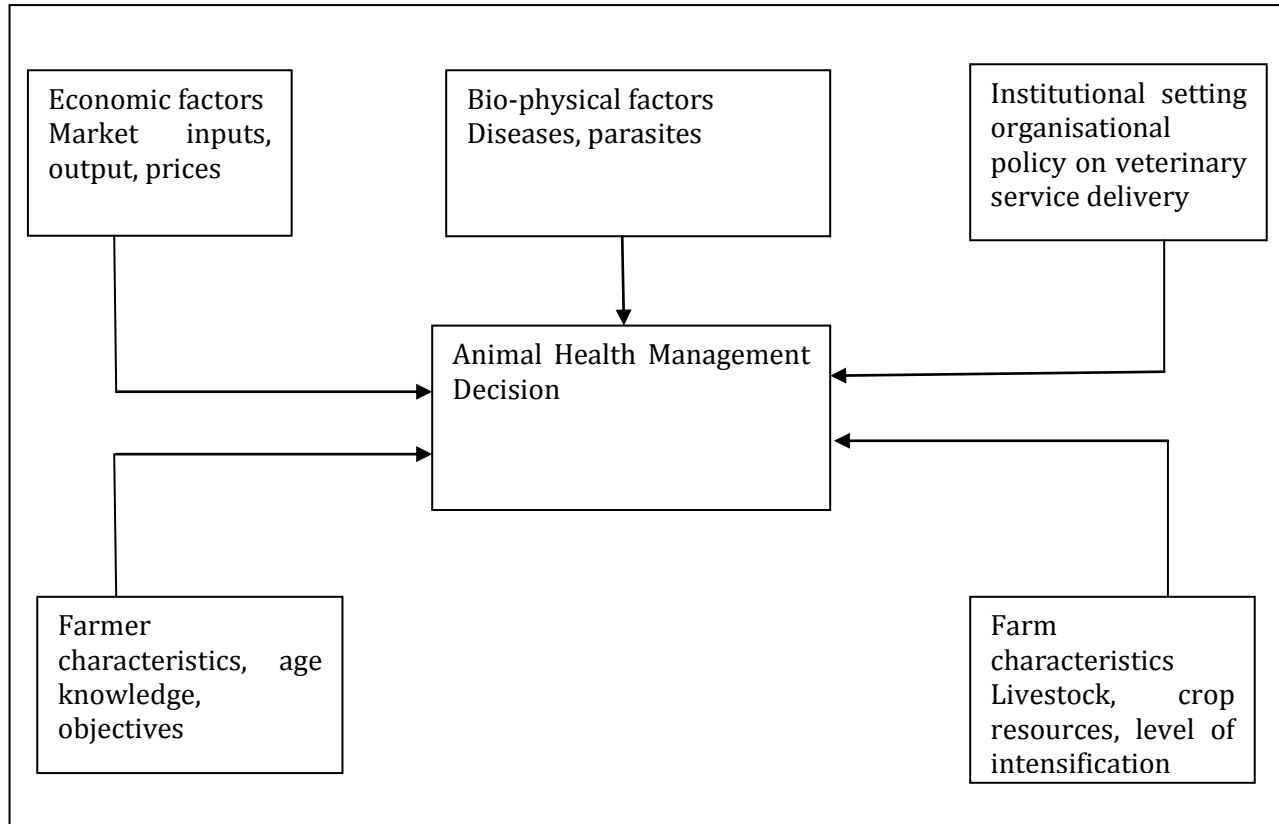 Economic factors
Market inputs,
output, prices
Bio-physical factors
Diseases, parasites
Institutional setting
organisational
policy on veterinary
service delivery
Animal Health Management
Decision
Farmer
characteristics, age
knowledge,
objectives
Farm
characteristics
Livestock, crop
resources, level of
intensification